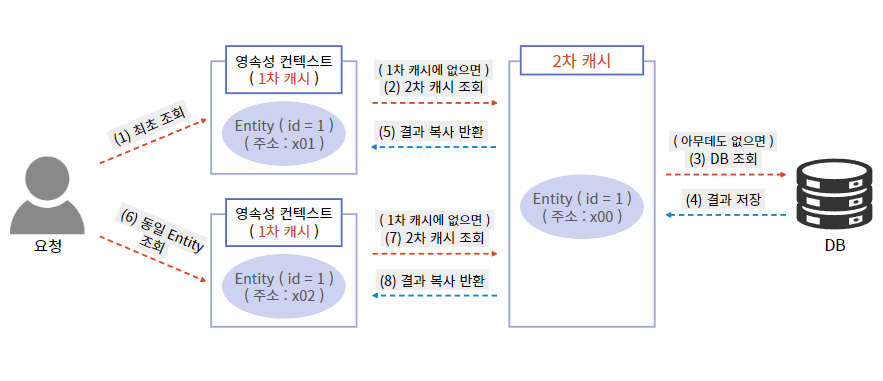 요청
(1) 최초 조회
영속성 컨텍스트
( 1차 캐시 )
Entity ( id = 1 )
( 주소 : x01 )
( 1차 캐시에 없으면 )
(2) 2차 캐시 조회
(5) 결과 복사 반환
2차 캐시
Entity ( id = 1 )
( 주소 : x00 )
( 아무데도 없으면 )
(3) DB 조회
(4) 결과 저장
DB
(6) 동일 Entity
조회
영속성 컨텍스트
( 1차 캐시 )
Entity ( id = 1 )
( 주소 : x02 )
( 1차 캐시에 없으면 )
(7) 2차 캐시 조회
(8) 결과 복사 반환